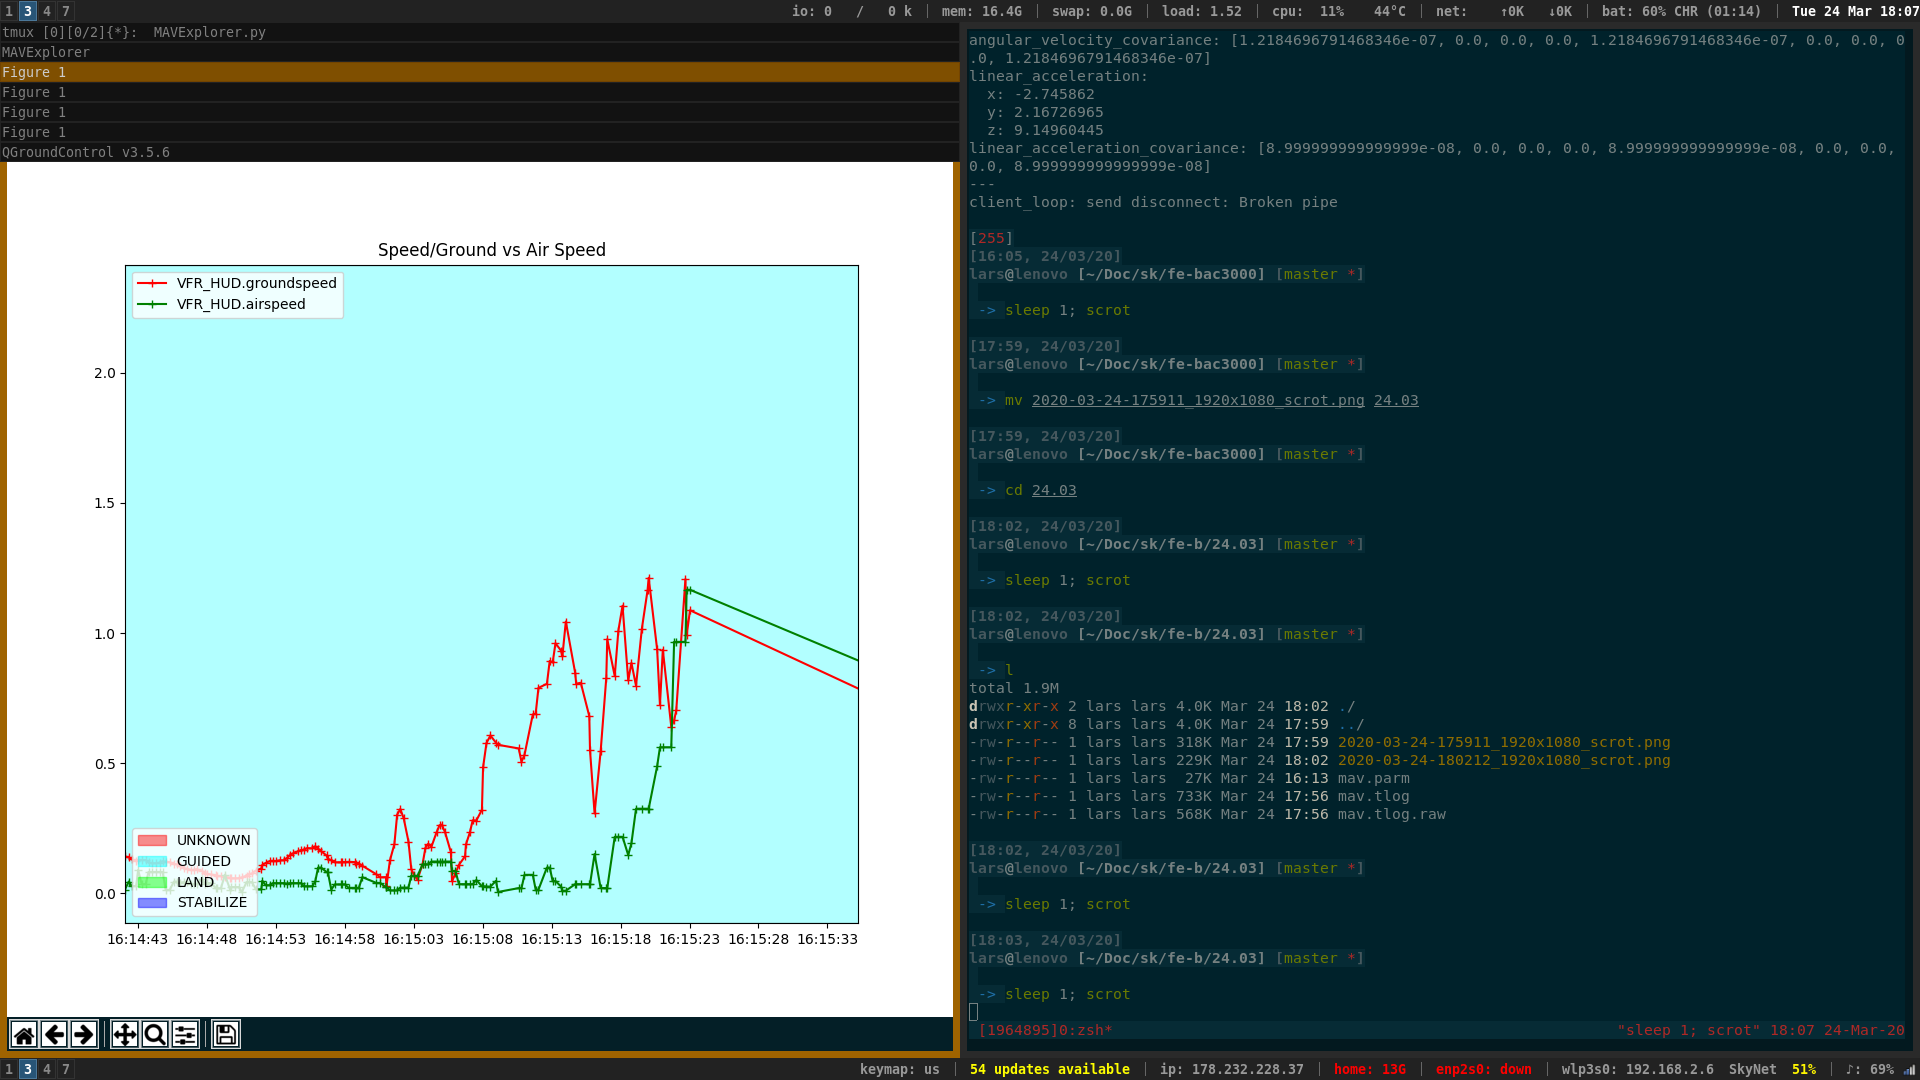 1 3 4 7 io: 0 / 0 k | mem: 16.4G | swap: 0.0G | load: 1.52 | cpu: 11% 44°C | net: ↑0K ↓0K | bat: 60% CHR (01:14) | Tue 24 Mar 18:07
tmux [0][0/2]{*}: MAVExplorer.py
MAVExplorer
Figure 1
Figure 1
Figure 1
Figure 1
QGroundControl v3.5.6
Speed/Ground vs Air Speed
VFR_HUD.groundspeed
VFR_HUD.airspeed
2.0
1.5
1.0
0.5
0.0
UNKNOWN
GUIDED
LAND
STABILIZE
16:14:43 16:14:48 16:14:53 16:14:58 16:15:03 16:15:08 16:15:13 16:15:18 16:15:23 16:15:28 16:15:33
angular_velocity_covariance: [1.2184696791468346e-07, 0.0, 0.0, 0.0, 1.2184696791468346e-07, 0.0, 0.0, 0
.0, 1.2184696791468346e-07]
linear_acceleration:
x: -2.745862
y: 2.16726965
z: 9.14960445
linear_acceleration_covariance: [8.999999999999999e-08, 0.0, 0.0, 0.0, 8.999999999999999e-08, 0.0, 0.0,
0.0, 8.999999999999999e-08]
---
client_loop: send disconnect: Broken pipe
[255]
[16:05, 24/03/20]
lars@lenovo [~/Doc/sk/fe-bac3000] [master *]
-> sleep 1; scrot
[17:59, 24/03/20]
lars@lenovo [~/Doc/sk/fe-bac3000] [master *]
-> mv 2020-03-24-175911_1920x1080_scrot.png 24.03
[17:59, 24/03/20]
lars@lenovo [~/Doc/sk/fe-bac3000] [master *]
-> cd 24.03
[18:02, 24/03/20]
lars@lenovo [~/Doc/sk/fe-b/24.03] [master *]
-> sleep 1; scrot
[18:02, 24/03/20]
lars@lenovo [~/Doc/sk/fe-b/24.03] [master *]
-> l
total 1.9M
drwxr-xr-x 2 lars lars 4.0K Mar 24 18:02 ./
drwxr-xr-x 8 lars lars 4.0K Mar 24 17:59 ../
-rw-r--r-- 1 lars lars 318K Mar 24 17:59 2020-03-24-175911_1920x1080_scrot.png
-rw-r--r-- 1 lars lars 229K Mar 24 18:02 2020-03-24-180212_1920x1080_scrot.png
-rw-r--r-- 1 lars lars 27K Mar 24 16:13 mav.parm
-rw-r--r-- 1 lars lars 733K Mar 24 17:56 mav.tlog
-rw-r--r-- 1 lars lars 568K Mar 24 17:56 mav.tlog.raw
[18:02, 24/03/20]
lars@lenovo [~/Doc/sk/fe-b/24.03] [master *]
-> sleep 1; scrot
[18:03, 24/03/20]
lars@lenovo [~/Doc/sk/fe-b/24.03] [master *]
-> sleep 1; scrot
[1964895]0:zsh* "sleep 1; scrot" 18:07 24-Mar-20
1 3 4 7 keymap: us | 54 updates available | ip: 178.232.228.37 | home: 13G | enp2s0: down | wlp3s0: 192.168.2.6 SkyNet 51% | ♪: 69%